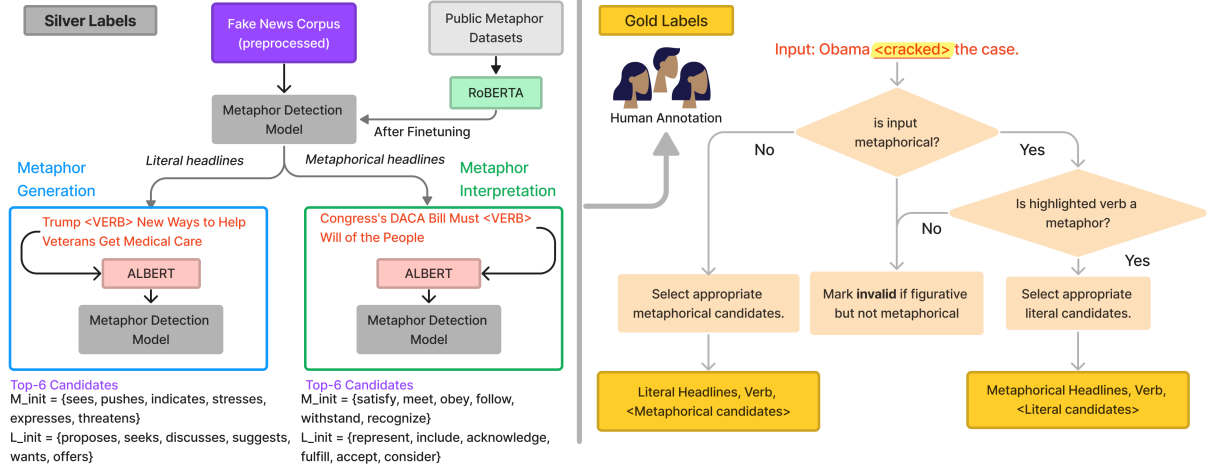 Silver Labels
Fake News Corpus
(preprocessed)
Public Metaphor
Datasets
RoBERTA
Metaphor Detection
Model
After Finetuning
Literal headlines
Metaphorical headlines
Metaphor
Generation
Metaphor
Interpretation
Trump <VERB> New Ways to Help
Veterans Get Medical Care
ALBERT
Metaphor Detection
Model
Congress's DACA Bill Must <VERB>
Will of the People
ALBERT
Metaphor Detection
Model
Top-6 Candidates
M_init = {sees, pushes, indicates, stresses,
expresses, threatens}
L_init = {proposes, seeks, discusses, suggests,
wants, offers}
Top-6 Candidates
M_init = {satisfy, meet, obey, follow,
withstand, recognize}
L_init = {represent, include, acknowledge,
fulfill, accept, consider}
Gold Labels
Human Annotation
Input: Obama <cracked> the case.
is input
metaphorical?
No
Yes
Is highlighted verb a
metaphor?
No
Yes
Select appropriate
metaphorical candidates.
Mark invalid if figurative
but not metaphorical
Select appropriate
literal candidates.
Literal Headlines, Verb,
<Metaphorical candidates>
Metaphorical Headlines, Verb,
<Literal candidates>